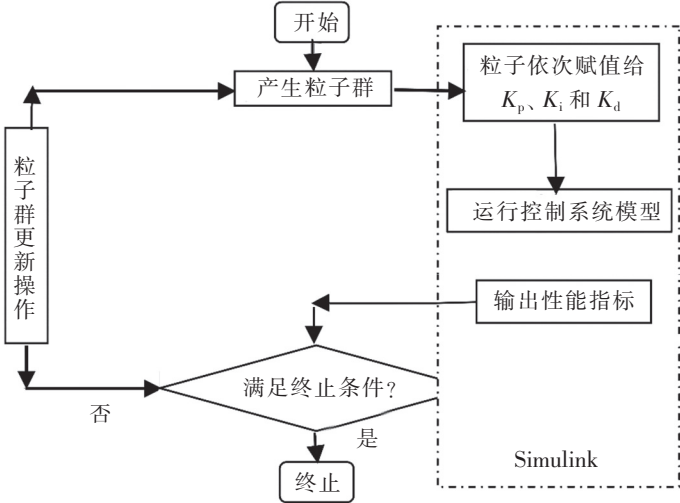 开始
产生粒子群
粒子依次赋值给
Kp、Ki 和 Kd
运行控制系统模型
粒子群更新操作
输出性能指标
满足终止条件?
否
是
终止
Simulink